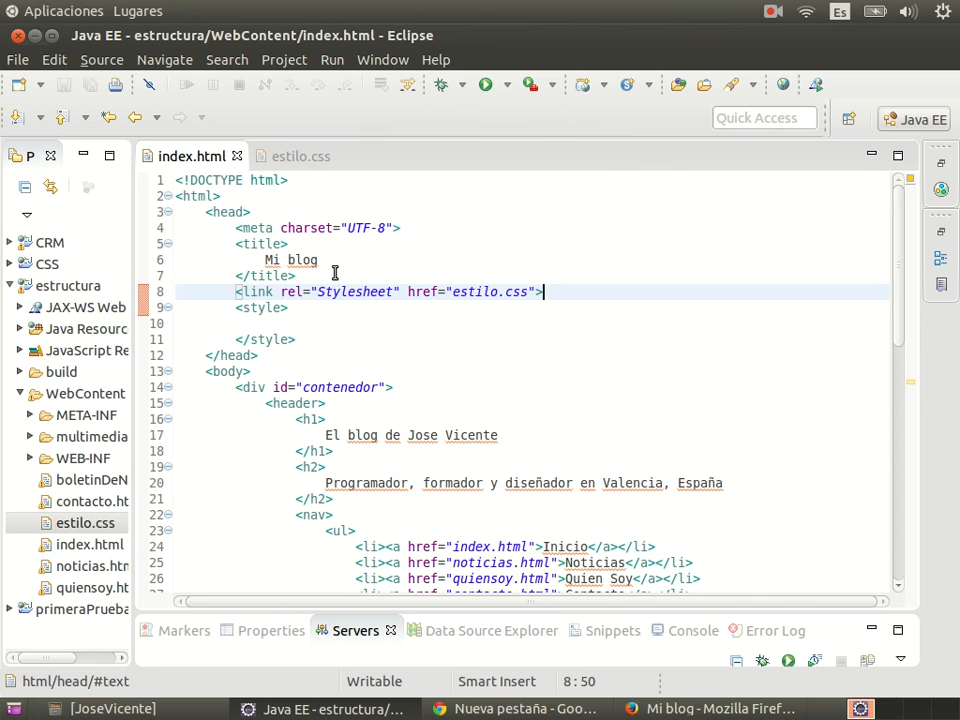 Aplicaciones Lugares Es
Java EE - estructura/WebContent/index.html - Eclipse
File Edit Source Navigate Search Project Run Window Help
Quick Access Java EE
P index.html estilo.css
CRM
CSS
estructura
JAX-WS Web
Java Resourc
JavaScript Re
build
WebContent
META-INF
multimedia
WEB-INF
boletinDeN
contacto.ht
estilo.css
index.html
noticias.htn
quiensoy.ht
primeraPrueba
1 <!DOCTYPE html>
2 <html>
3 <head>
4 <meta charset="UTF-8">
5 <title>
6 Mi blog
7 </title>
8 <link rel="Stylesheet" href="estilo.css">
9 <style>
10
11 </style>
12 </head>
13 <body>
14 <div id="contenedor">
15 <header>
16 <h1>
17 El blog de Jose Vicente
18 </h1>
19 <h2>
20 Programador, formador y diseñador en Valencia, España
21 </h2>
22 <nav>
23 <ul>
24 <li><a href="index.html">Inicio</a></li>
25 <li><a href="noticias.html">Noticias</a></li>
26 <li><a href="quiensoy.html">Quien Soy</a></li>
Markers Properties Servers Data Source Explorer Snippets Console Error Log
html/head/#text Writable Smart Insert 8 : 50
[JoseVicente] Java EE - estructura/... Nueva pestaña - Goo... Mi blog - Mozilla Firef...